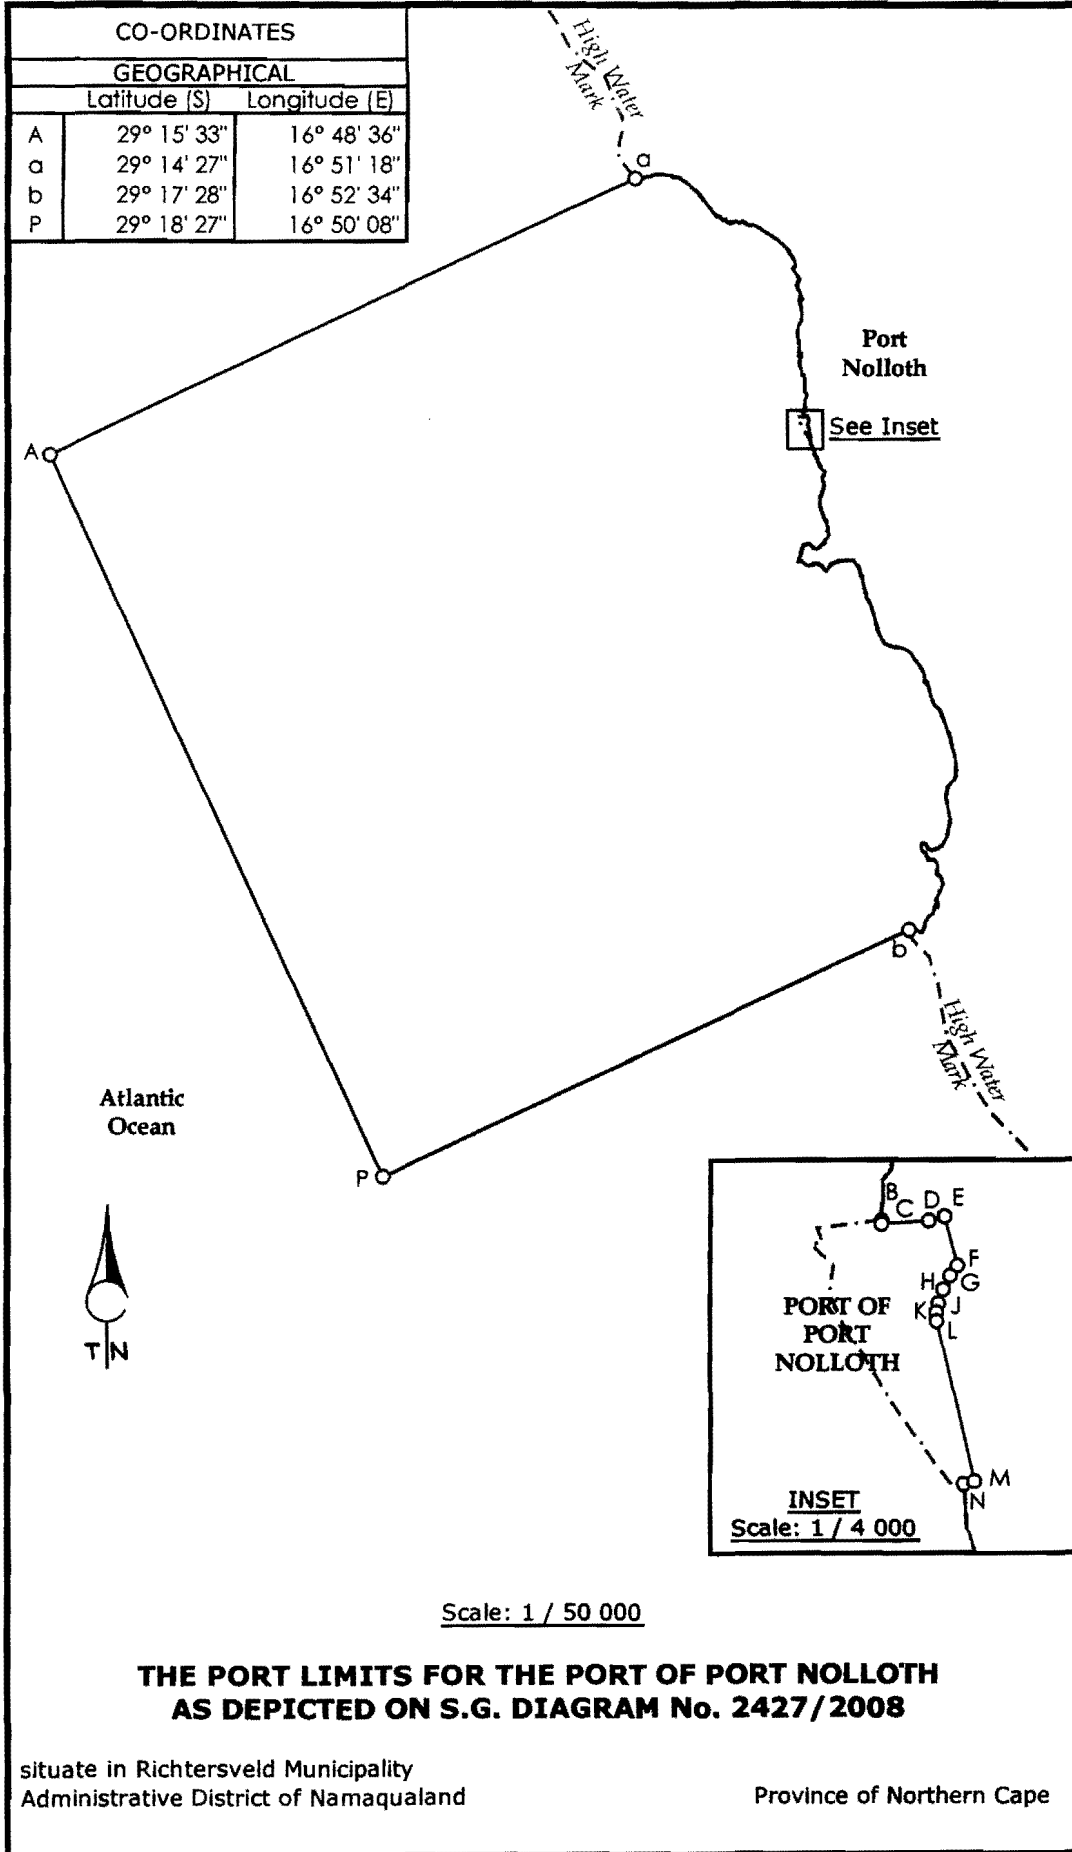 CO-ORDINATES
GEOGRAPHICAL
Latitude (S) Longitude (E)
A 29° 15' 33" 16° 48' 36"
a 29° 14' 27" 16° 51' 18"
b 29° 17' 28" 16° 52' 34"
P 29° 18' 27" 16° 50' 08"
High Water
Mark
a
Port
Nolloth
See Inset
A
b
High Water
Mark
Atlantic
Ocean
P
T N
B
C
D
E
F
G
H
J
K
L
PORT OF
PORT
NOLLOTH
M
N
INSET
Scale: 1 / 4 000
Scale: 1 / 50 000
THE PORT LIMITS FOR THE PORT OF PORT NOLLOTH
AS DEPICTED ON S.G. DIAGRAM No. 2427/2008
situate in Richtersveld Municipality
Administrative District of Namaqualand
Province of Northern Cape